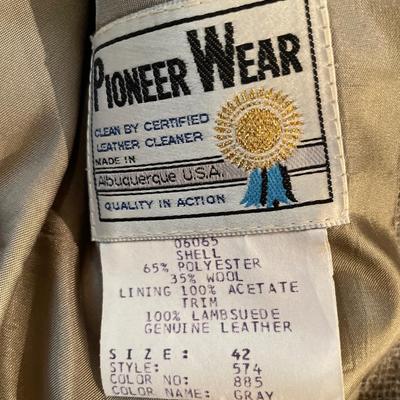 PIONEER WEAR
CLEAN BY CERTIFIED
LEATHER CLEANER
MADE IN
Albuquerque U.S.A.
QUALITY IN ACTION
06065
SHELL
65% POLYESTER
35% WOOL
LINING 100% ACETATE
TRIM
100% LAMBSUEDE
GENUINE LEATHER
SIZE: 42
STYLE: 574
COLOR NO: 885
COLOR NAME: GRAY